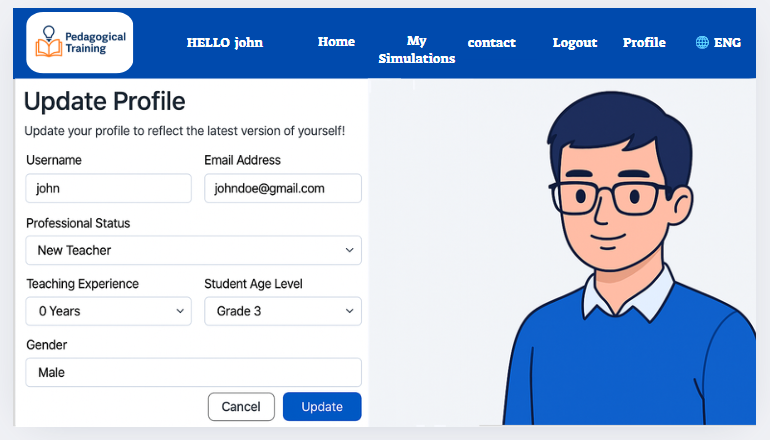 Pedagogical
Training
HELLO john
Home
My
Simulations
contact
Logout
Profile
ENG
Update Profile
Update your profile to reflect the latest version of yourself!
Username
Email Address
john
johndoe@gmail.com
Professional Status
New Teacher
Teaching Experience
Student Age Level
0 Years
Grade 3
Gender
Male
Cancel
Update